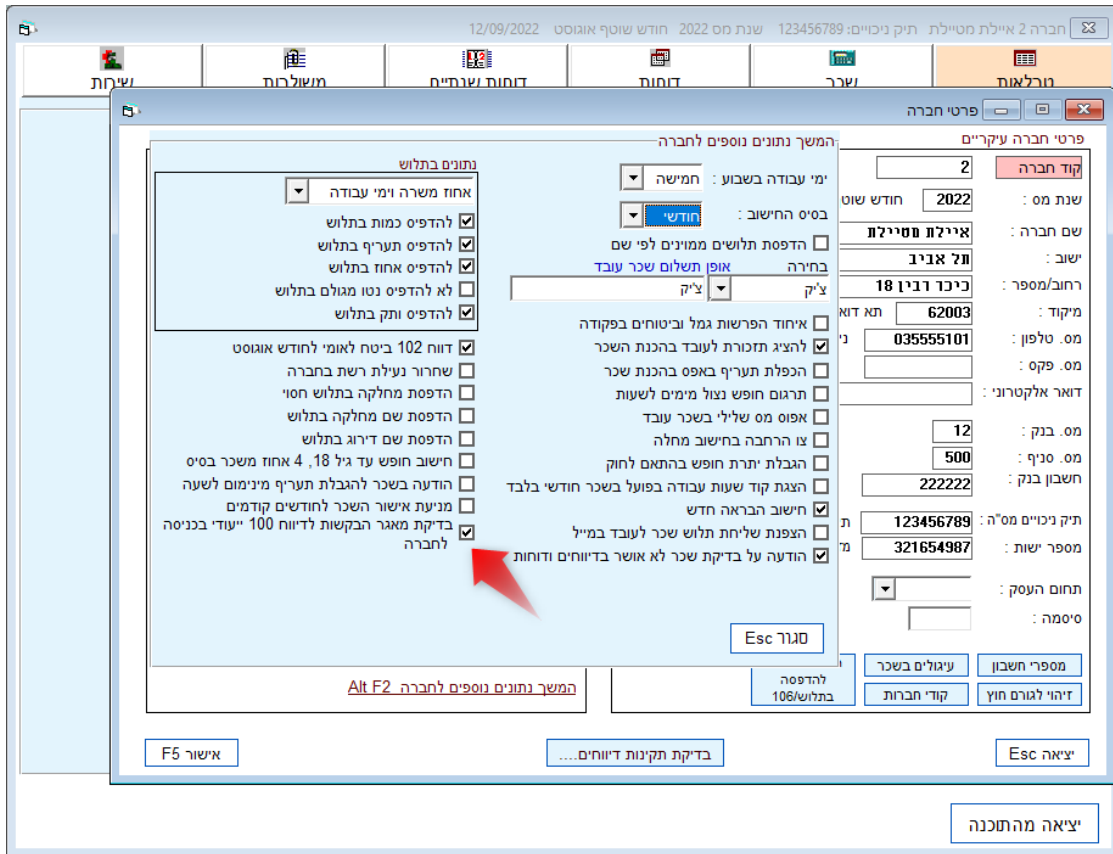 חברה 2 איילת מטיילת תיק ניכויים: 123456789 שנת מס 2022 חודש שוטף אוגוסט 12/09/2022
טבלאות
שכר
דוחות
דוחות שנתיים
משולבות
שירות
פרטי חברה
פרטי חברה עיקריים
קוד חברה 2
שנת מס : 2022 חודש שוט
שם חברה : איילת מטיילת
ישוב : תל אביב
רחוב/מספר : כיכר רבין 18
מיקוד : 62003 תא דוא
מס. טלפון : 035555101 ני
מס. פקס :
דואר אלקטרוני :
מס. בנק : 12
מס. סניף : 500
חשבון בנק : 222222
תיק ניכויים מס"ה : 123456789 ת
מספר ישות : 321654987
תחום העסק :
סיסמה :
מספרי חשבון
עיגולים בשכר
זיהוי לגורם חוץ
קודי חברות
להדפסה
בתלוש/106
המשך נתונים נוספים לחברה
ימי עבודה בשבוע : חמישה
בסיס החישוב : חודשי
הדפסת תלושים ממוינים לפי שם
בחירה אופן תשלום שכר עובד
צ'יק צ'יק
איחוד הפרשות גמל וביטוחים בפקודה
להציג תזכורת לעובד בהכנת השכר
הכפלת תעריף באפס בהכנת שכר
תרגום חופש נצול מימים לשעות
אפוס מס שלילי בשכר עובד
צו הרחבה בחישוב מחלה
הגבלת יתרת חופש בהתאם לחוק
הצגת קוד שעות עבודה בפועל בשכר חודשי בלבד
חישוב הבראה חדש
הצפנת שליחת תלוש שכר לעובד במייל
הודעה על בדיקת שכר לא אושר בדיווחים ודוחות
נתונים בתלוש
אחוז משרה וימי עבודה
להדפיס כמות בתלוש
להדפיס תעריף בתלוש
להדפיס אחוז בתלוש
לא להדפיס נטו מגולם בתלוש
להדפיס ותק בתלוש
דווח 102 ביטח לאומי לחודש אוגוסט
שחרור נעילת רשת בחברה
הדפסת מחלקה בתלוש חסוי
הדפסת שם מחלקה בתלוש
הדפסת שם דירוג בתלוש
חישוב חופש עד גיל 18, 4 אחוז משכר בסיס
הודעה בשכר להגבלת תעריף מינימום לשעה
מניעת אישור השכר לחודשים קודמים
בדיקת מאגר הבקשות לדיווח 100 ייעודי בכניסה
לחברה
סגור Esc
המשך נתונים נוספים לחברה Alt F2
יציאה Esc
בדיקת תקינות דיווחים....
אישור F5
יציאה מהתוכנה